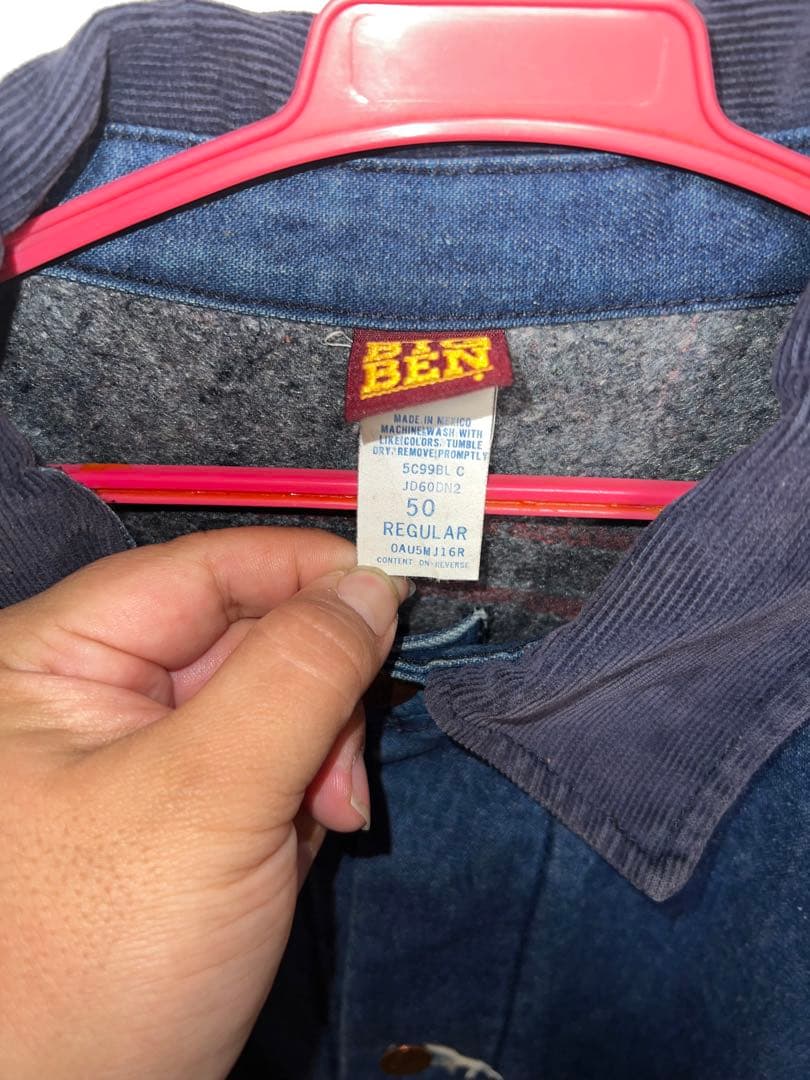 BIG
BEN®
MADE IN MEXICO
MACHINE WASH WITH
LIKE COLORS. TUMBLE
DRY. REMOVE PROMPTLY
5C99BL C
JD60DN2
50
REGULAR
0AU5MJ16R
CONTENT ON REVERSE